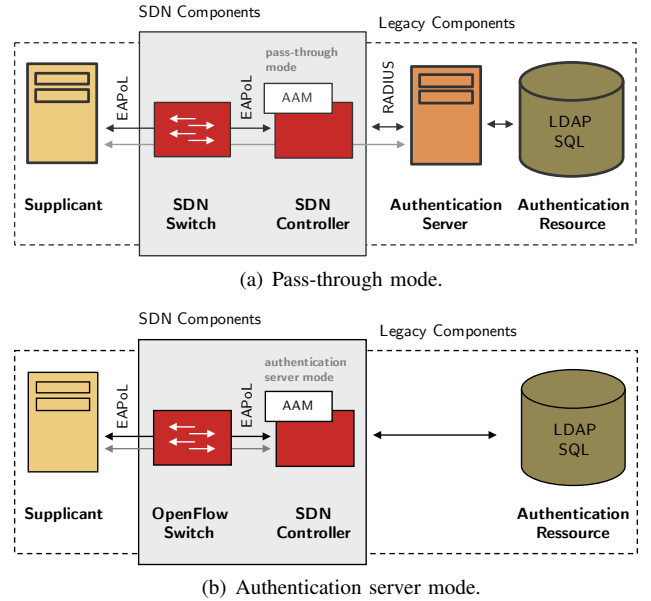 SDN Components
Legacy Components
pass-through
mode
EAPoL
EAPoL
AAM
RADIUS
LDAP
SQL
Supplicant
SDN
Switch
SDN
Controller
Authentication
Server
Authentication
Resource
(a) Pass-through mode.
SDN Components
Legacy Components
authentication
server mode
EAPoL
EAPoL
AAM
LDAP
SQL
Supplicant
OpenFlow
Switch
SDN
Controller
Authentication
Ressource
(b) Authentication server mode.